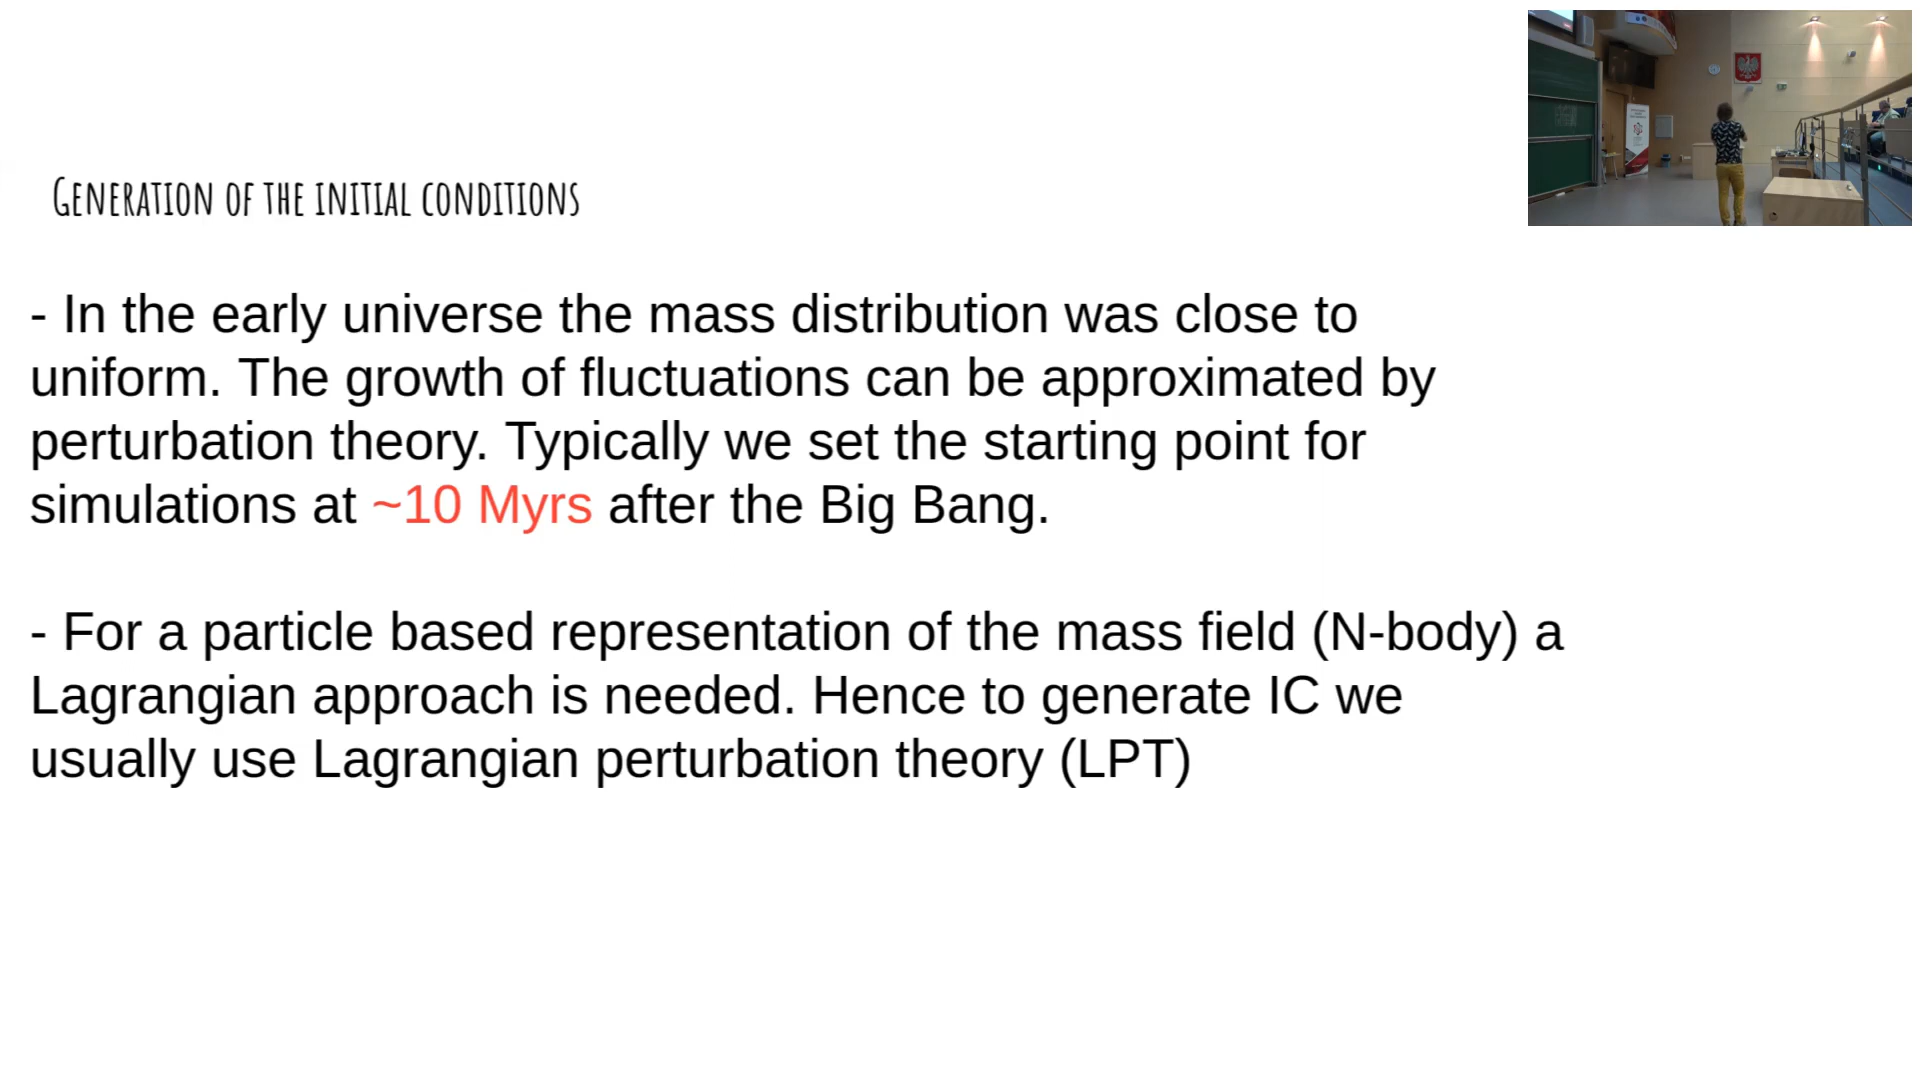 Generation of the initial conditions
- In the early universe the mass distribution was close to
uniform. The growth of fluctuations can be approximated by
perturbation theory. Typically we set the starting point for
simulations at ~10 Myrs after the Big Bang.
- For a particle based representation of the mass field (N-body) a
Lagrangian approach is needed. Hence to generate IC we
usually use Lagrangian perturbation theory (LPT)